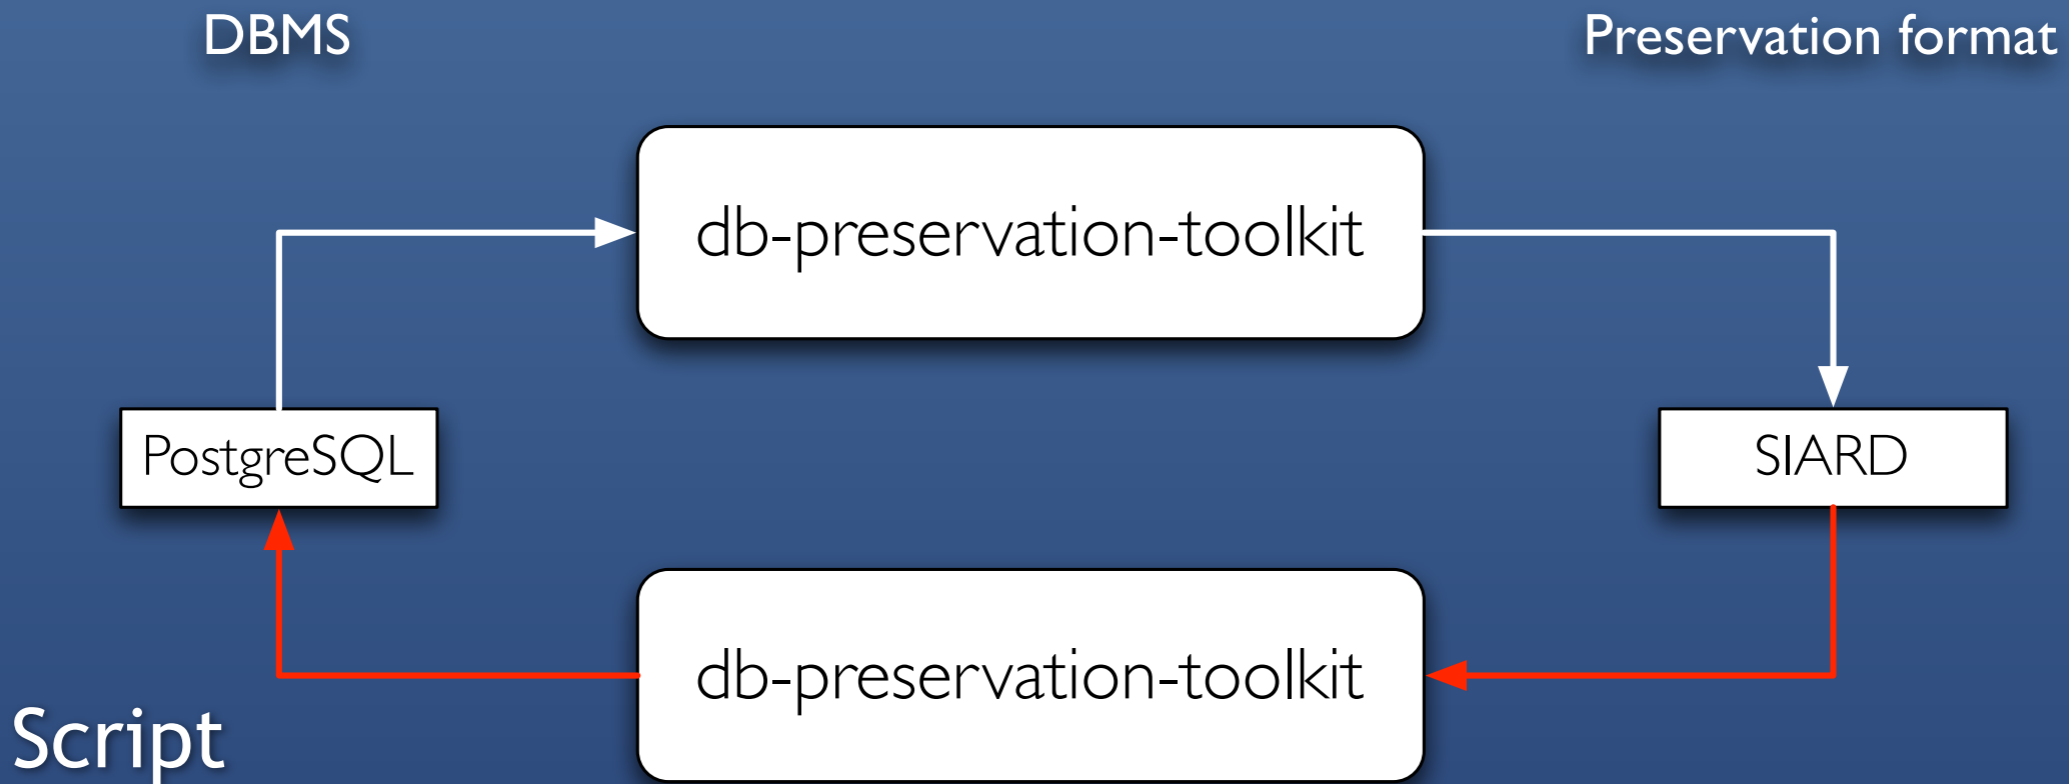 DBMS
Preservation format
db-preservation-toolkit
PostgreSQL
SIARD
db-preservation-toolkit
Script